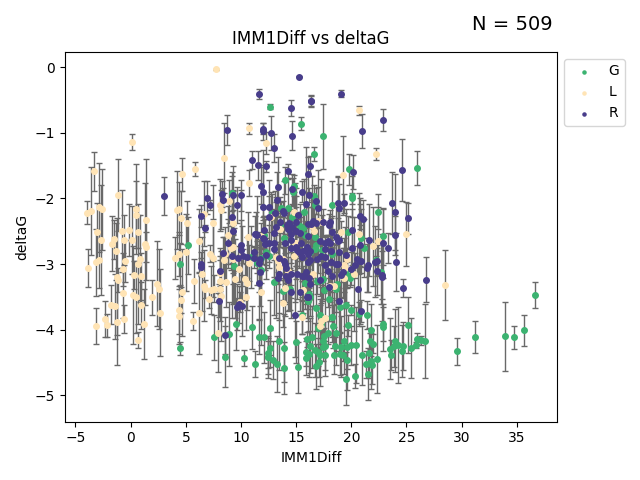 N = 509
IMM1Diff vs deltaG
G
L
R
0
−1
−2
−3
−4
−5
deltaG
−5 0 5 10 15 20 25 30 35
IMM1Diff